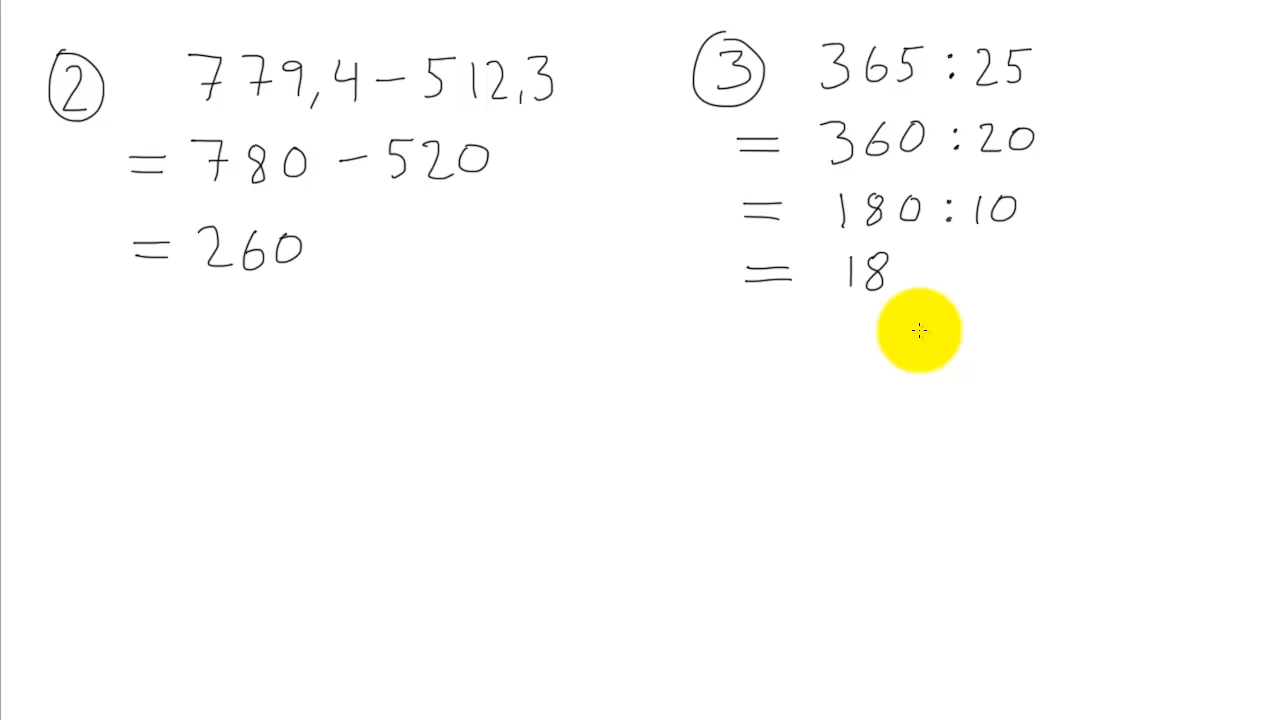 ② 779,4 − 512,3
= 780 − 520
= 260
③ 365 : 25
= 360 : 20
= 180 : 10
= 18